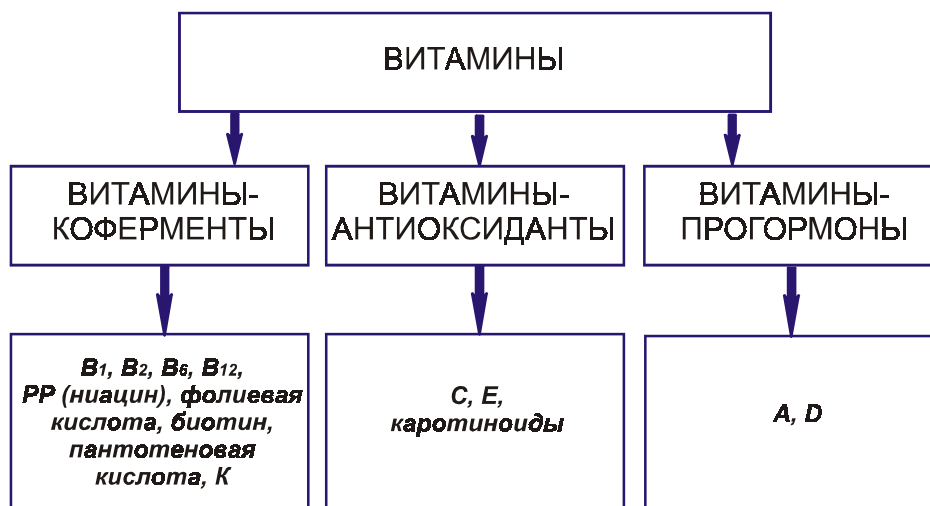 ВИТАМИНЫ
ВИТАМИНЫ-
КОФЕРМЕНТЫ
ВИТАМИНЫ-
АНТИОКСИДАНТЫ
ВИТАМИНЫ-
ПРОГОРМОНЫ
B1, B2, B6, B12,
PP (ниацин), фолиевая
кислота, биотин,
пантотеновая
кислота, К
С, Е,
каротиноиды
A, D